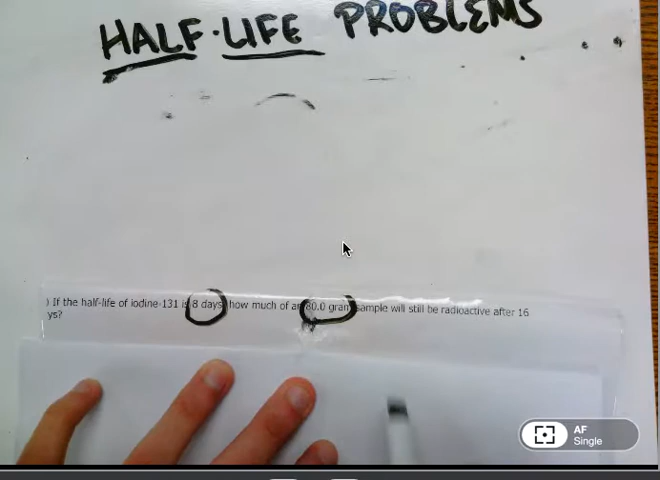 HALF-LIFE PROBLEMS
) If the half-life of iodine-131 is 8 days, how much of an 80.0 gram sample will still be radioactive after 16
ys?
AF
Single